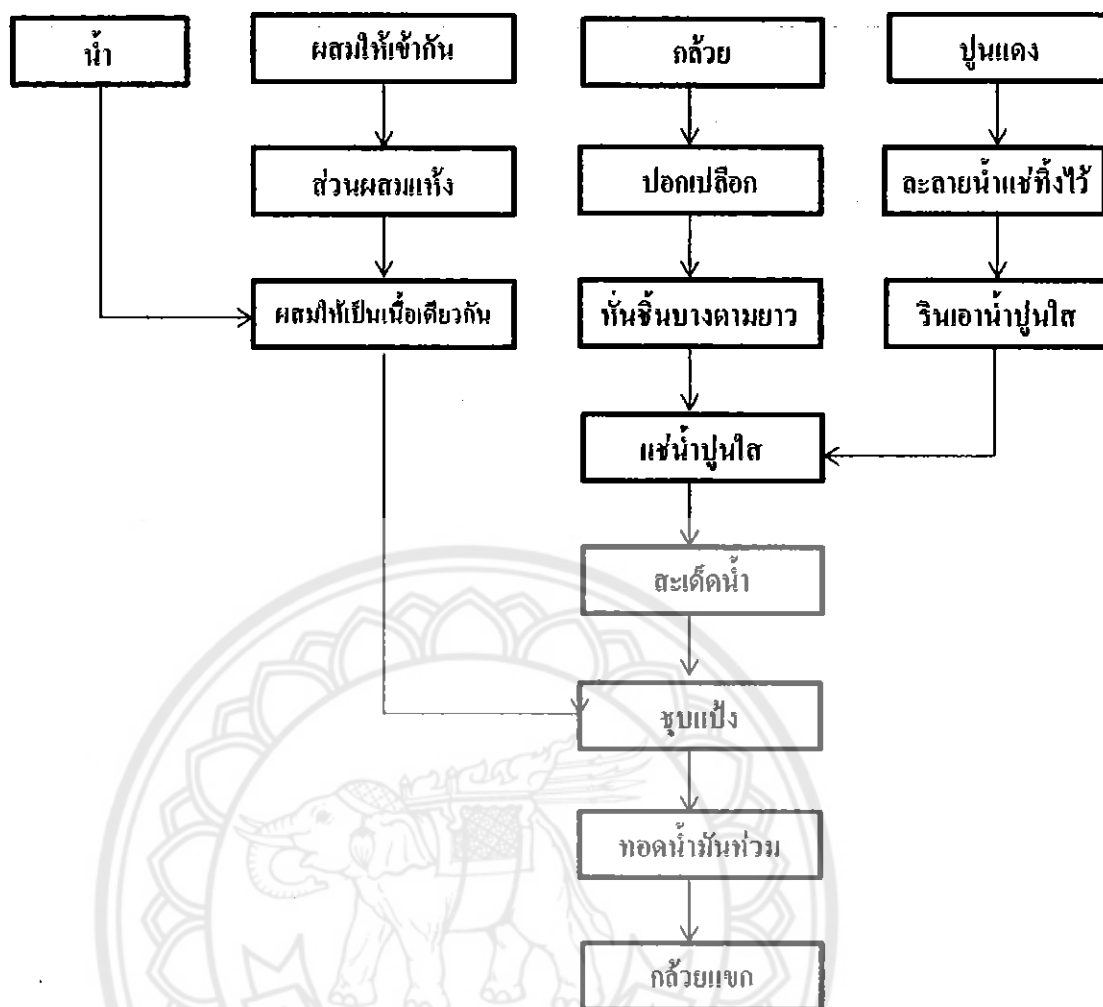 น้ำ
ผสมให้เข้ากัน
กล้วย
ปูนแดง
ส่วนผสมแห้ง
ปอกเปลือก
ละลายน้ำแช่ทิ้งไว้
ผสมให้เป็นเนื้อเดียวกัน
หั่นชิ้นบางตามยาว
รินเอาน้ำปูนใส
แช่น้ำปูนใส
สะเด็ดน้ำ
ชุบแป้ง
ทอดน้ำมันท่วม
กล้วยแขก